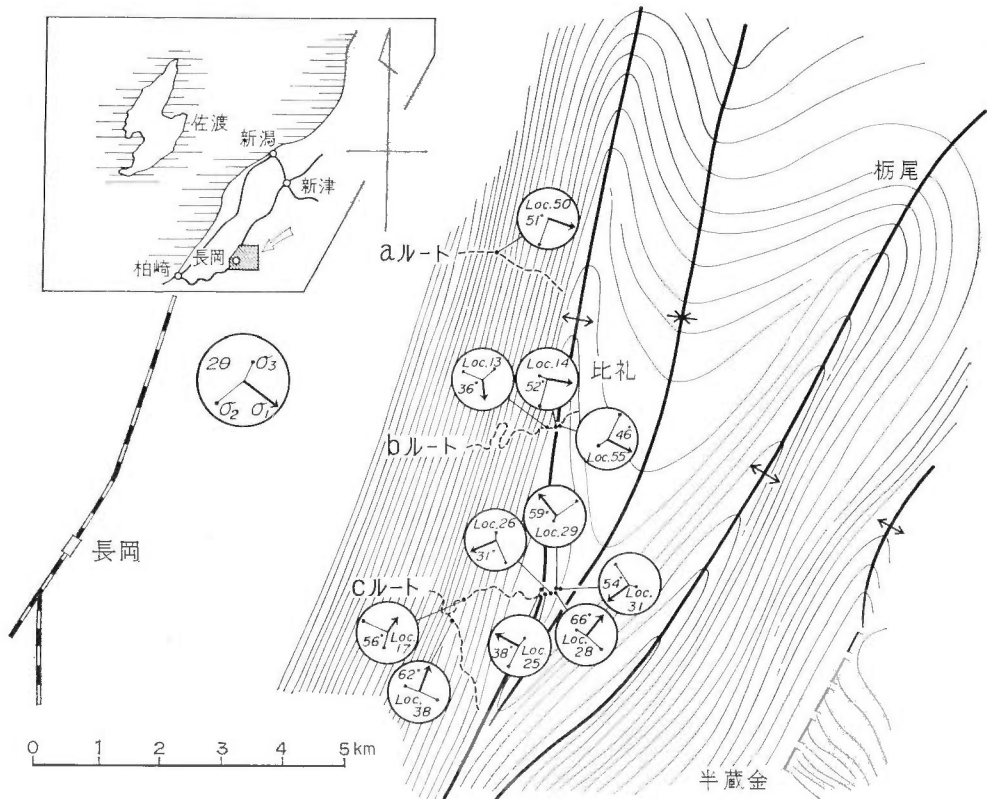 佐渡
新潟
新津
長岡
柏崎
2θ
σ3
σ2 σ1
長岡
0 1 2 3 4 5 km
栃尾
Loc.50
51°
aルート
Loc.13
36°
Loc.14
52°
比礼
bルート
46°
Loc.55
59°
Loc.29
Loc.26
31°
cルート
54°
Loc.
31
56°
Loc.
17
38°
Loc.
25
66°
Loc.
28
62°
Loc.
38
半蔵金